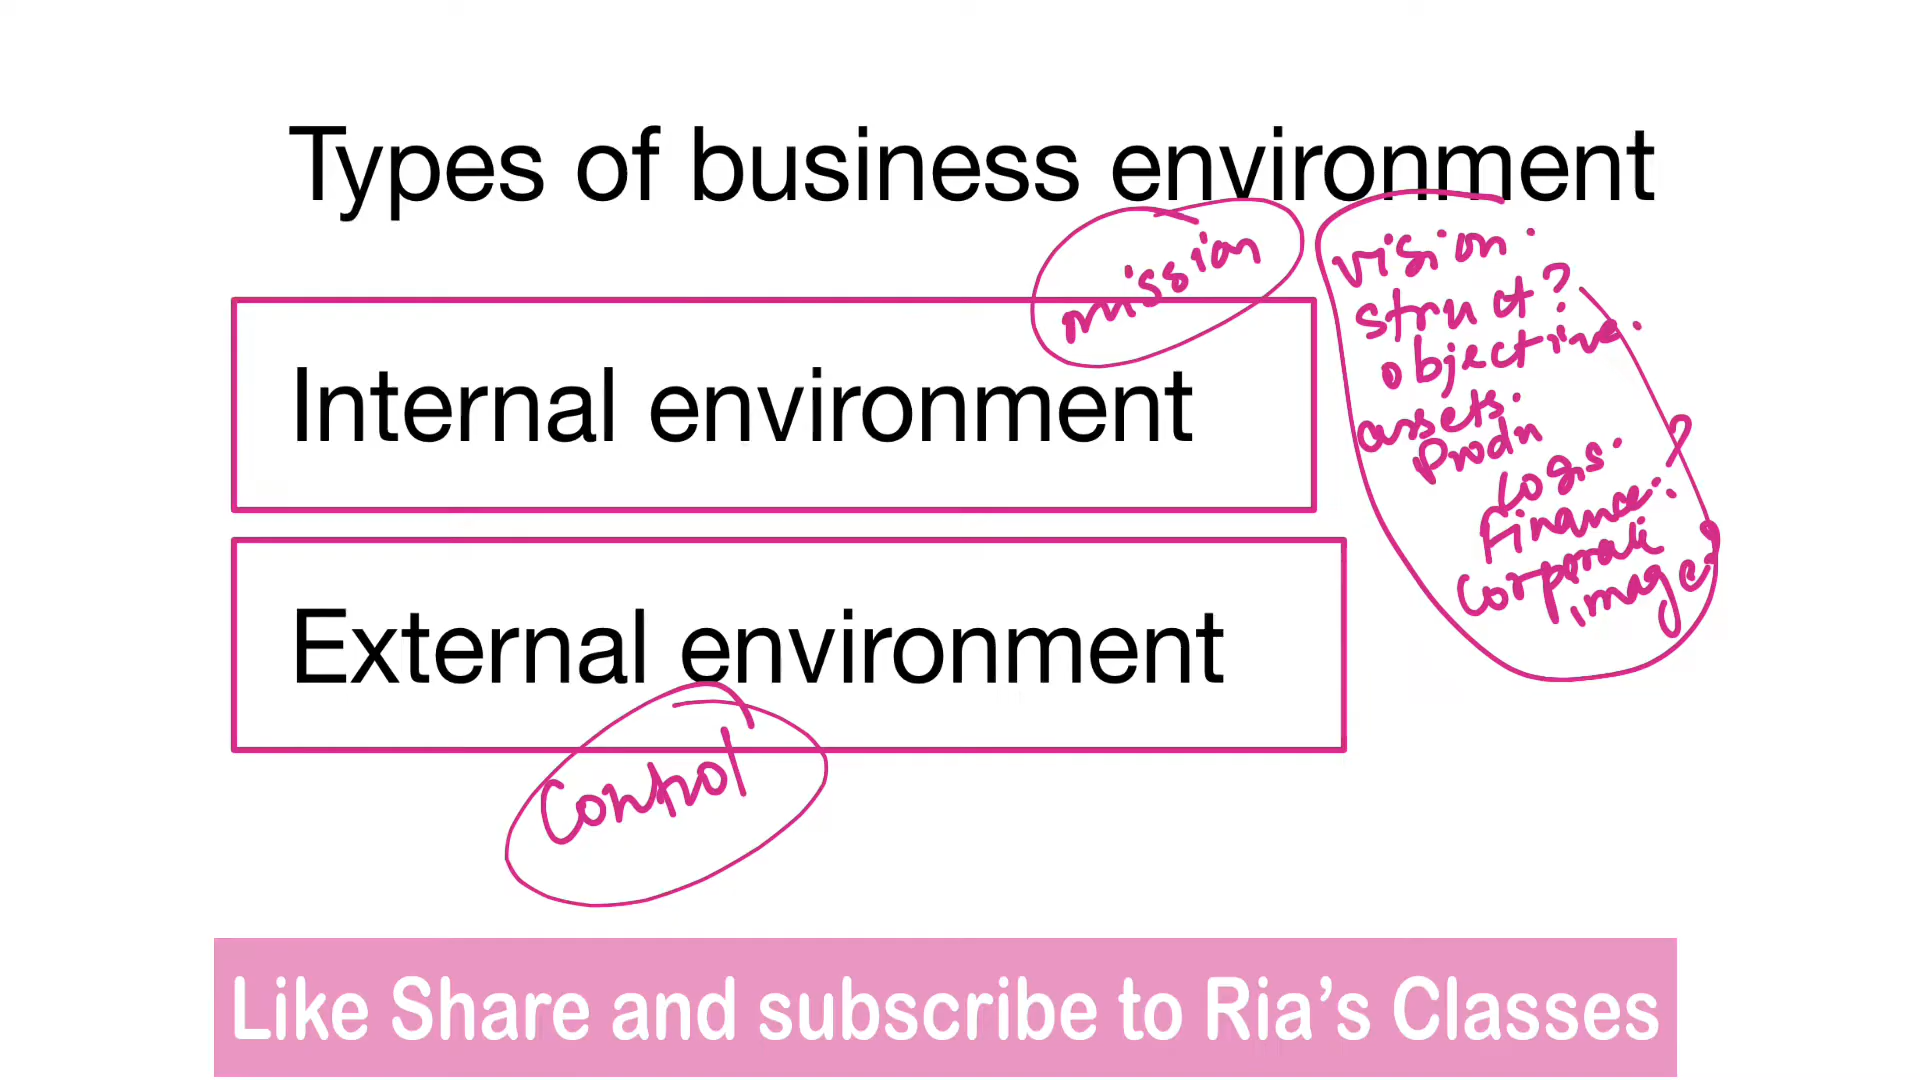 Types of business environment
mission
vision.
struct?
objective.
Internal environment
assets.
Prodn
Logs.
Finance. ?
corporate
image?
External environment
Control
Like Share and subscribe to Ria's Classes